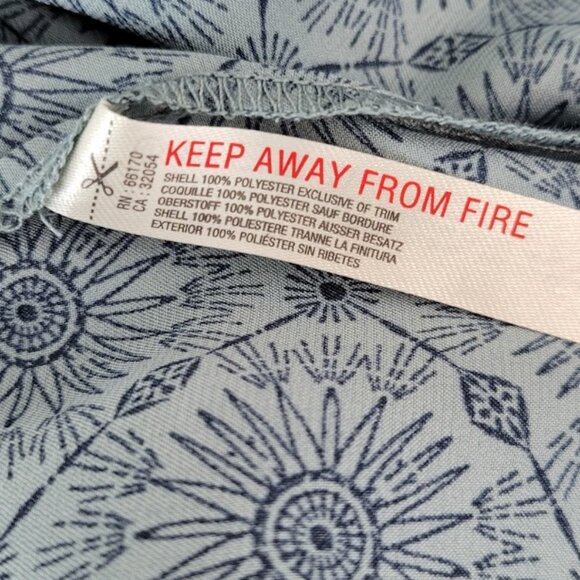 RN : 66170
CA : 32054
KEEP AWAY FROM FIRE
SHELL 100% POLYESTER EXCLUSIVE OF TRIM
COQUILLE 100% POLYESTER SAUF BORDURE
OBERSTOFF 100% POLYESTER AUSSER BESATZ
SHELL 100% POLIESTERE TRANNE LA FINITURA
EXTERIOR 100% POLIÉSTER SIN RIBETES